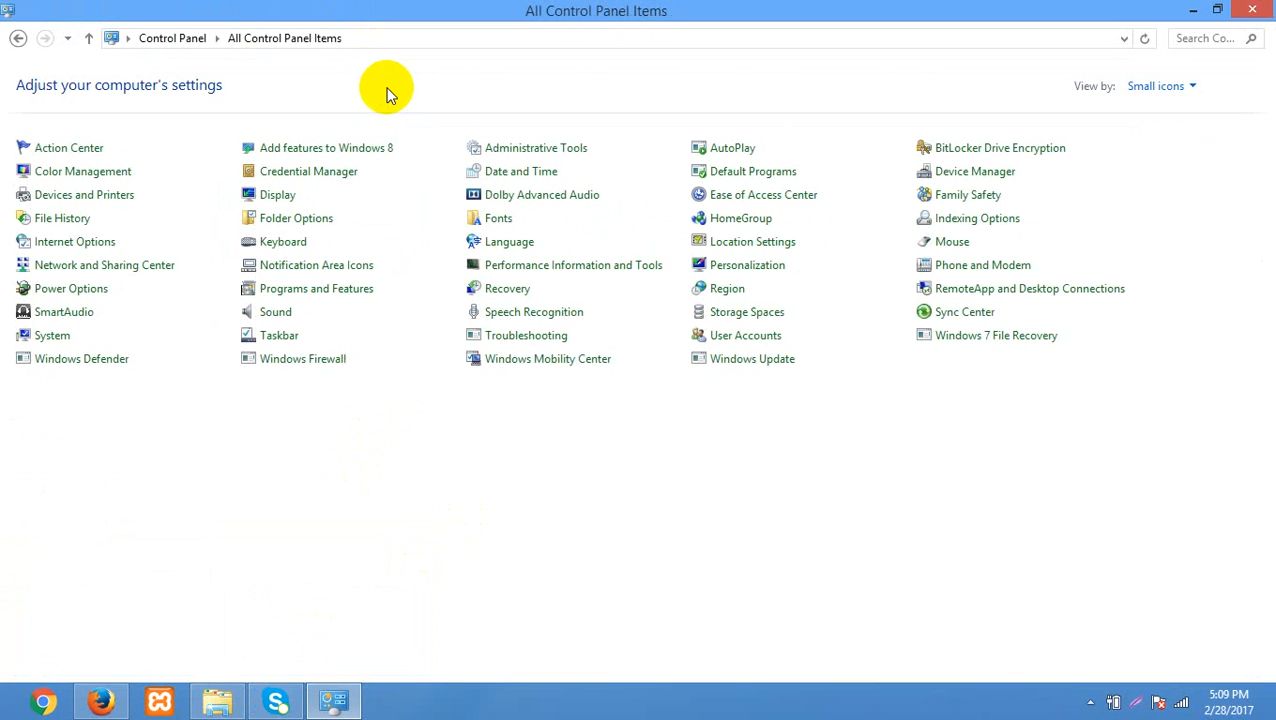 All Control Panel Items
Control Panel All Control Panel Items
Search Co...
Adjust your computer's settings
View by: Small icons
Action Center Add features to Windows 8 Administrative Tools AutoPlay BitLocker Drive Encryption
Color Management Credential Manager Date and Time Default Programs Device Manager
Devices and Printers Display Dolby Advanced Audio Ease of Access Center Family Safety
File History Folder Options Fonts HomeGroup Indexing Options
Internet Options Keyboard Language Location Settings Mouse
Network and Sharing Center Notification Area Icons Performance Information and Tools Personalization Phone and Modem
Power Options Programs and Features Recovery Region RemoteApp and Desktop Connections
SmartAudio Sound Speech Recognition Storage Spaces Sync Center
System Taskbar Troubleshooting User Accounts Windows 7 File Recovery
Windows Defender Windows Firewall Windows Mobility Center Windows Update
5:09 PM
2/28/2017